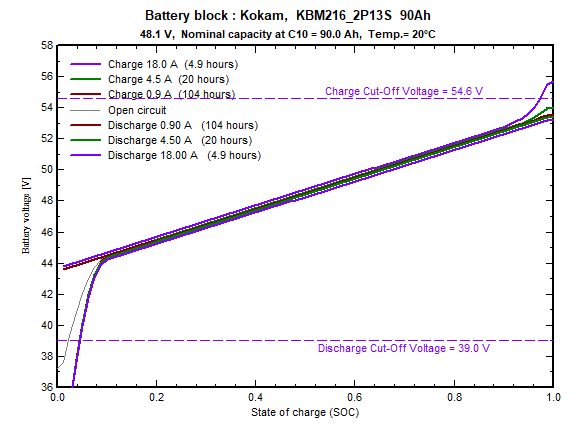 Battery block : Kokam,  KBM216_2P13S  90Ah
48.1 V,  Nominal capacity at C10 = 90.0 Ah,  Temp.= 20°C
58
56
54
52
50
48
46
44
42
40
38
36
Battery voltage [V]
Charge 18.0 A  (4.9 hours)
Charge 4.5 A  (20 hours)
Charge 0.9 A  (104 hours)
Open circuit
Discharge 0.90 A   (104 hours)
Discharge 4.50 A   (20 hours)
Discharge 18.00 A   (4.9 hours)
Charge Cut-Off Voltage = 54.6 V
Discharge Cut-Off Voltage = 39.0 V
0.0 0.2 0.4 0.6 0.8 1.0
State of charge (SOC)